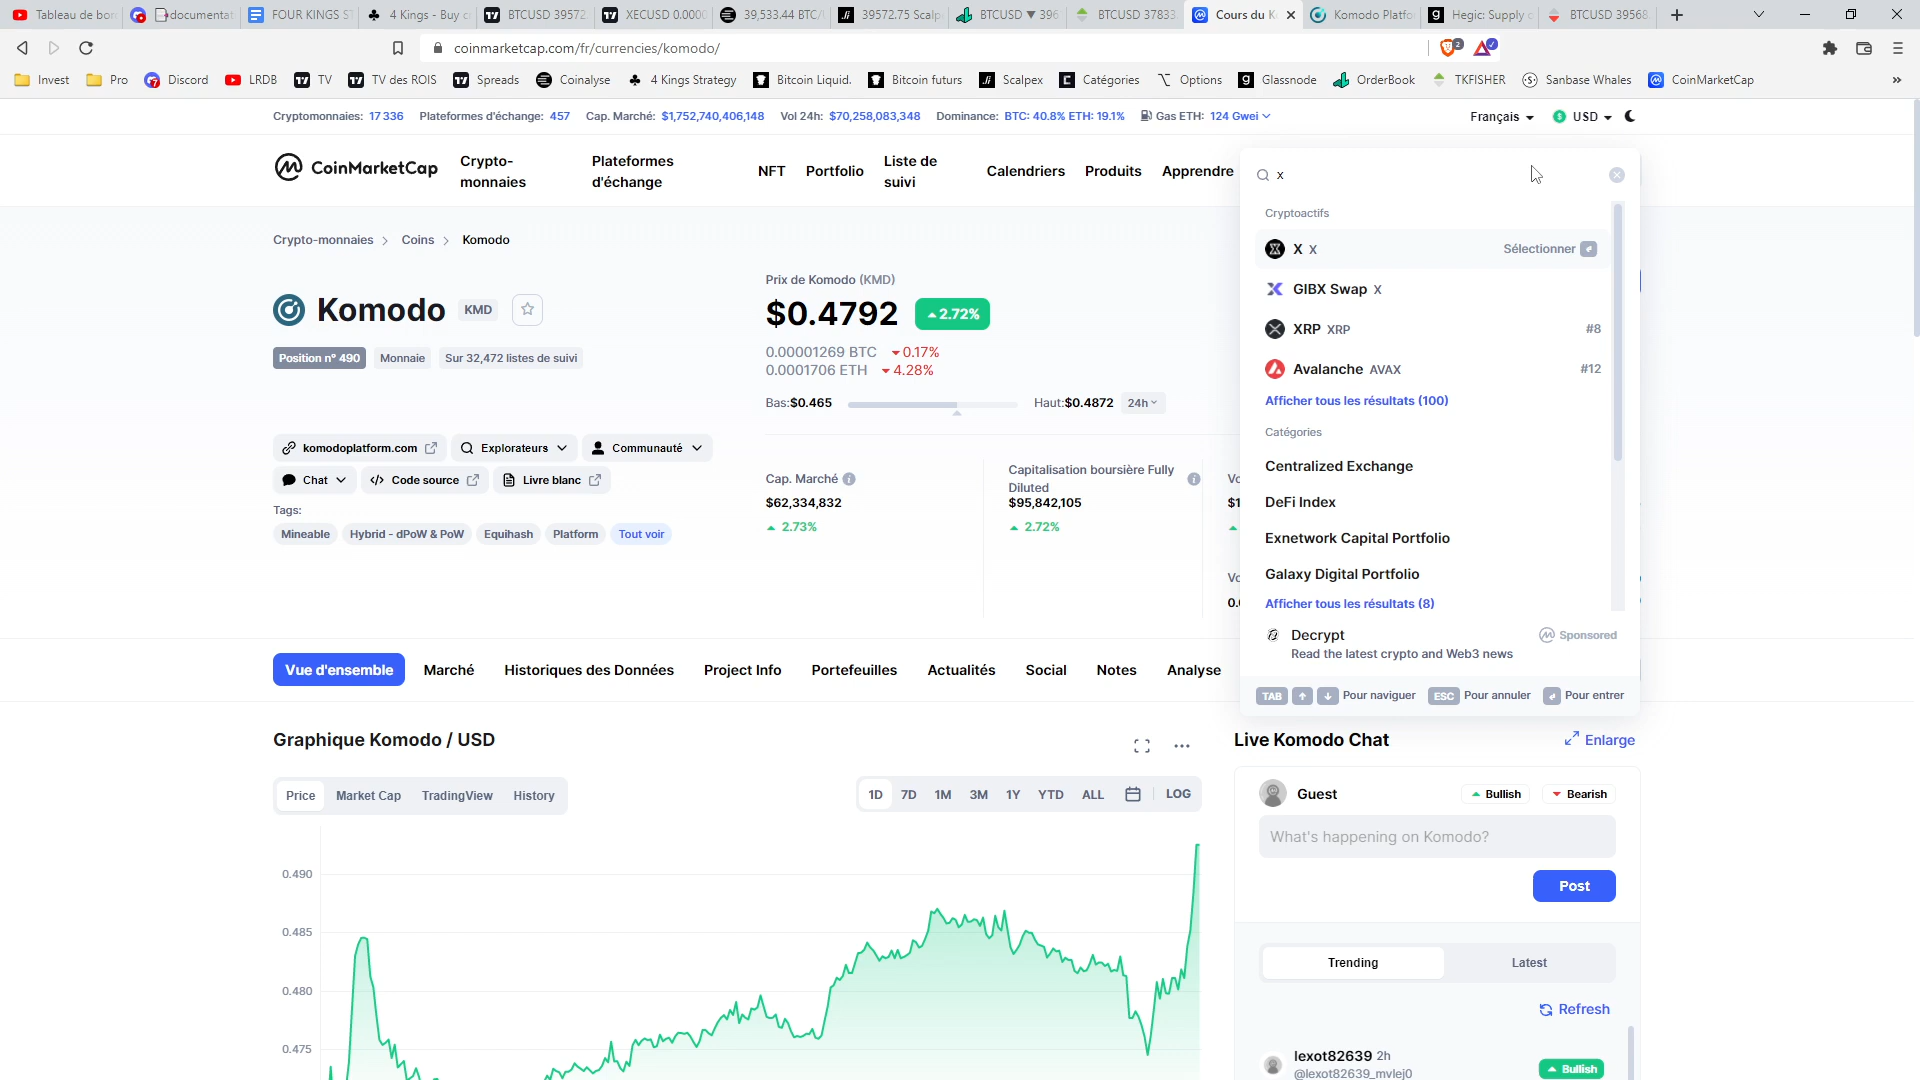 Tableau de bor
documentat
FOUR KINGS S
4 Kings - Buy c
BTCUSD 39572.
XECUSD 0.0000
39,533.44 BTC/
39572.75 Scalp
BTCUSD ▼ 396
BTCUSD 37833
Cours du K
Komodo Platfo
Hegic: Supply c
BTCUSD 39568.
coinmarketcap.com/fr/currencies/komodo/
2
Invest
Pro
Discord
LRDB
TV
TV des ROIS
Spreads
Coinalyse
4 Kings Strategy
Bitcoin Liquid.
Bitcoin futurs
Scalpex
Catégories
Options
Glassnode
OrderBook
TKFISHER
Sanbase Whales
CoinMarketCap
»
Cryptomonnaies: 17 336
Plateformes d'échange: 457
Cap. Marché: $1,752,740,406,148
Vol 24h: $70,258,083,348
Dominance: BTC: 40.8% ETH: 19.1%
Gas ETH: 124 Gwei
Français
USD
CoinMarketCap
Crypto-
monnaies
Plateformes
d'échange
NFT
Portfolio
Liste de
suivi
Calendriers
Produits
Apprendre
x
Cryptoactifs
X X
Sélectionner
GIBX Swap X
XRP XRP
#8
Avalanche AVAX
#12
Afficher tous les résultats (100)
Catégories
Centralized Exchange
DeFi Index
Exnetwork Capital Portfolio
Galaxy Digital Portfolio
Afficher tous les résultats (8)
Decrypt
Sponsored
Read the latest crypto and Web3 news
TAB
Pour naviguer
ESC Pour annuler
Pour entrer
Crypto-monnaies
Coins
Komodo
Komodo
KMD
Position n° 490
Monnaie
Sur 32,472 listes de suivi
Prix de Komodo (KMD)
$0.4792
2.72%
0.00001269 BTC
0.17%
0.0001706 ETH
4.28%
Bas:$0.465
Haut:$0.4872
24h
komodoplatform.com
Explorateurs
Communauté
Chat
</> Code source
Livre blanc
Tags:
Mineable
Hybrid - dPoW & PoW
Equihash
Platform
Tout voir
Cap. Marché
$62,334,832
2.73%
Capitalisation boursière Fully
Diluted
$95,842,105
2.72%
Vue d'ensemble
Marché
Historiques des Données
Project Info
Portefeuilles
Actualités
Social
Notes
Analyse
Graphique Komodo / USD
Price
Market Cap
TradingView
History
1D
7D
1M
3M
1Y
YTD
ALL
LOG
0.490
0.485
0.480
0.475
Live Komodo Chat
Enlarge
Guest
Bullish
Bearish
What's happening on Komodo?
Post
Trending
Latest
Refresh
lexot82639 2h
@lexot82639_mvlej0
Bullish